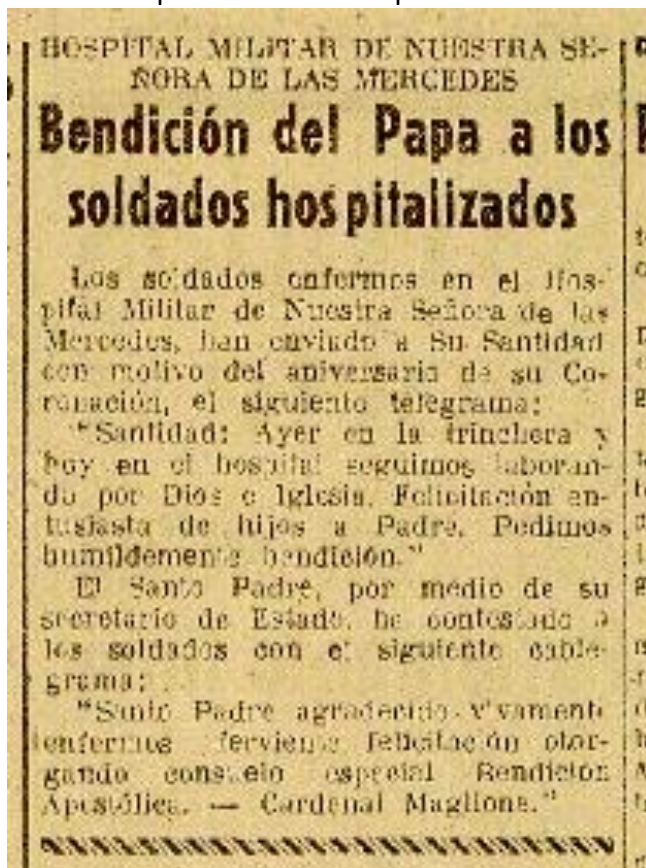 HOSPITAL MILITAR DE NUESTRA SE-
ÑORA DE LAS MERCEDES
Bendición del Papa a los
soldados hospitalizados
Los soldados enfermos en el Hos-
pital Militar de Nuestra Señora de las
Mercedes, han enviado a Su Santidad
con motivo del aniversario de su Co-
ronación, el siguiente telegrama:
"Santidad: Ayer en la trinchera y
hoy en el hospital seguimos laboran-
do por Dios e Iglesia. Felicitación en-
tusiasta de hijos a Padre. Pedimos
humildemente bendición."
El Santo Padre, por medio de su
secretario de Estado, ha contestado a
los soldados con el siguiente cable-
grama:
"Santo Padre agradecido vivament
enfermos ferviente felicitación otor-
gando consuelo especial Bendición
Apostólica. — Cardenal Maglione."